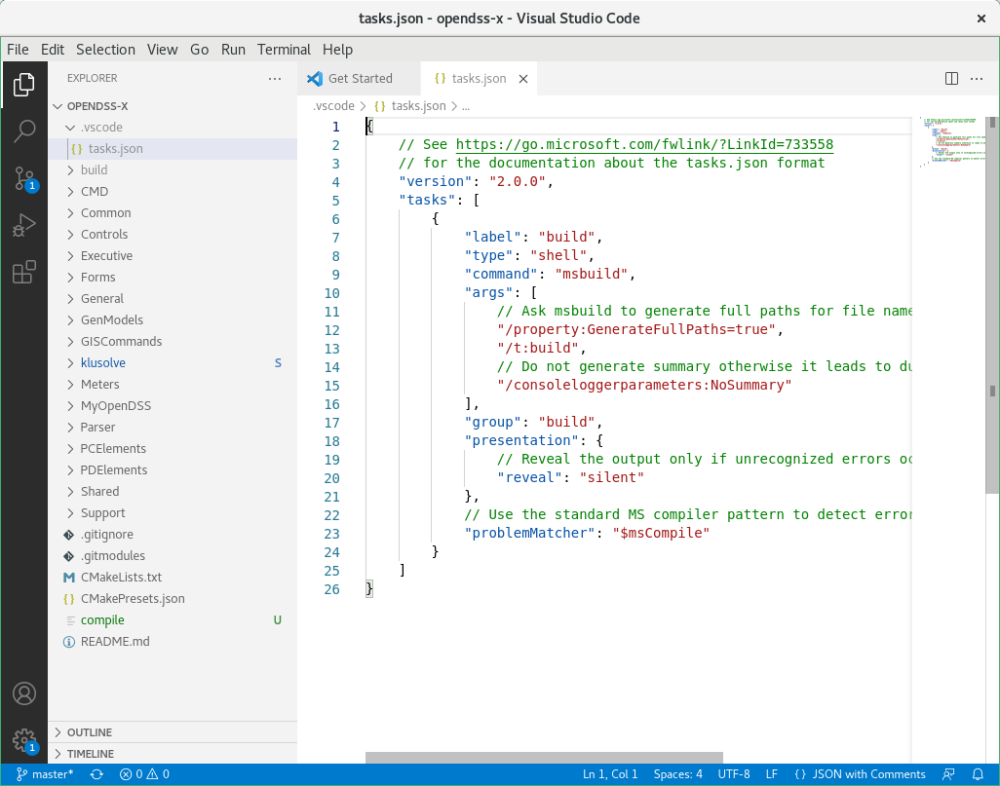 tasks.json - opendss-x - Visual Studio Code
File Edit Selection View Go Run Terminal Help
EXPLORER
OPENDSS-X
.vscode
{} tasks.json
build
CMD
Common
Controls
Executive
Forms
General
GenModels
GISCommands
klusolve S
Meters
MyOpenDSS
Parser
PCElements
PDElements
Shared
Support
.gitignore
.gitmodules
CMakeLists.txt
{} CMakePresets.json
compile U
README.md
OUTLINE
TIMELINE
1
1
Get Started
{} tasks.json
.vscode > {} tasks.json > ...
1 {
2 // See https://go.microsoft.com/fwlink/?LinkId=733558
3 // for the documentation about the tasks.json format
4 "version": "2.0.0",
5 "tasks": [
6 {
7 "label": "build",
8 "type": "shell",
9 "command": "msbuild",
10 "args": [
11 // Ask msbuild to generate full paths for file name
12 "/property:GenerateFullPaths=true",
13 "/t:build",
14 // Do not generate summary otherwise it leads to du
15 "/consoleloggerparameters:NoSummary"
16 ],
17 "group": "build",
18 "presentation": {
19 // Reveal the output only if unrecognized errors oc
20 "reveal": "silent"
21 },
22 // Use the standard MS compiler pattern to detect error
23 "problemMatcher": "$msCompile"
24 }
25 ]
26 }
master* 0 0 Ln 1, Col 1 Spaces: 4 UTF-8 LF {} JSON with Comments